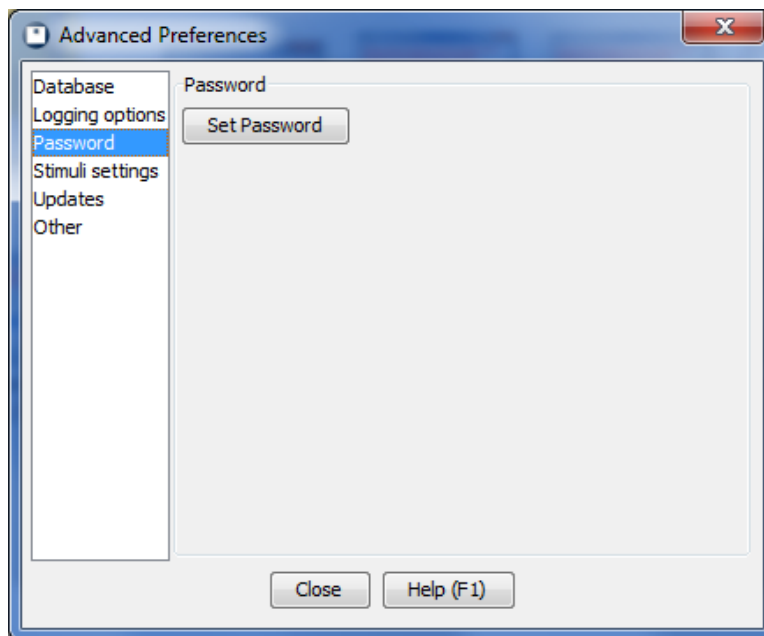 Advanced Preferences
Database
Logging options
Password
Stimuli settings
Updates
Other
Password
Set Password
Close
Help (F1)